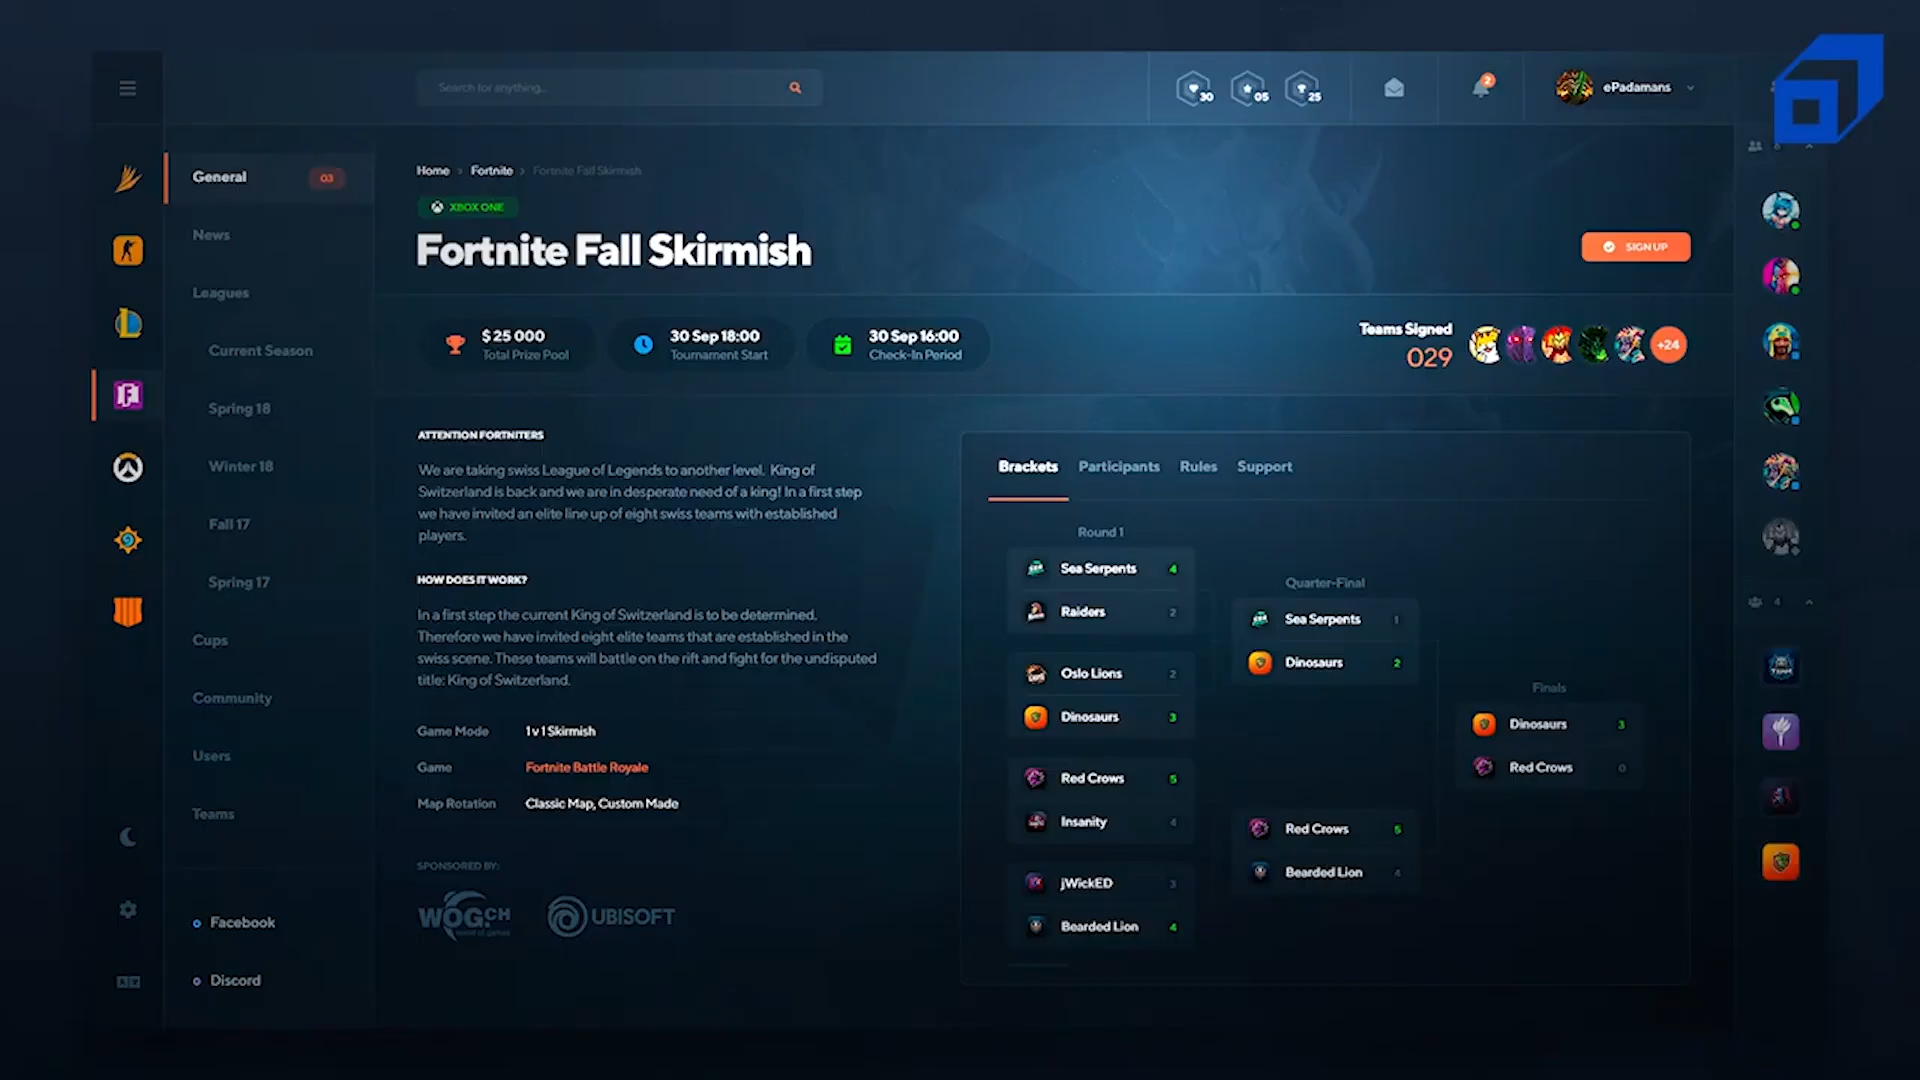 Search for anything...
30
05
25
2
ePadamans
General
03
News
Leagues
Current Season
Spring 18
Winter 18
Fall 17
Spring 17
Cups
Community
Users
Teams
Facebook
Discord
Home > Fortnite > Fortnite Fall Skirmish
XBOX ONE
Fortnite Fall Skirmish
SIGN UP
$ 25 000
Total Prize Pool
30 Sep 18:00
Tournament Start
30 Sep 16:00
Check-In Period
Teams Signed
029
+24
ATTENTION FORTNITERS
We are taking swiss League of Legends to another level. King of
Switzerland is back and we are in desperate need of a king! In a first step
we have invited an elite line up of eight swiss teams with established
players.
HOW DOES IT WORK?
In a first step the current King of Switzerland is to be determined.
Therefore we have invited eight elite teams that are established in the
swiss scene. These teams will battle on the rift and fight for the undisputed
title: King of Switzerland.
Game Mode 1 v 1 Skirmish
Game Fortnite Battle Royale
Map Rotation Classic Map, Custom Made
SPONSORED BY:
WOG.CH
world of games
UBISOFT
Brackets Participants Rules Support
Round 1
Sea Serpents 4
Raiders 2
Oslo Lions 2
Dinosaurs 3
Red Crows 5
Insanity 4
jWickED 3
Bearded Lion 4
Quarter-Final
Sea Serpents 1
Dinosaurs 2
Red Crows 5
Bearded Lion 4
Finals
Dinosaurs 3
Red Crows 0
4